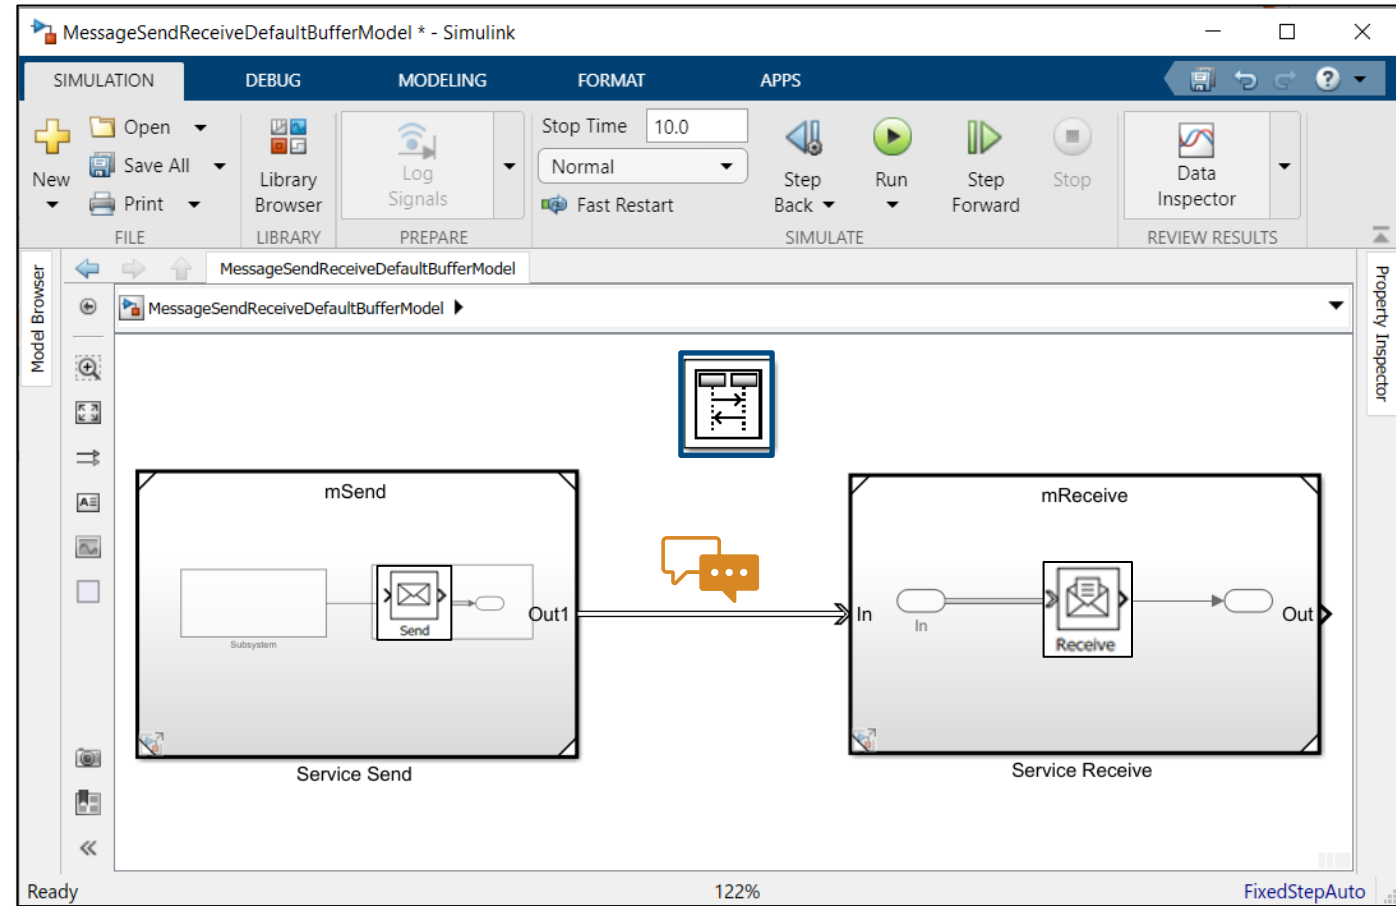 MessageSendReceiveDefaultBufferModel * - Simulink
SIMULATION DEBUG MODELING FORMAT APPS
New
Open
Save All
Print
FILE
Library
Browser
LIBRARY
Log
Signals
PREPARE
Stop Time 10.0
Normal
Fast Restart
Step
Back
Run
Step
Forward
Stop
SIMULATE
Data
Inspector
REVIEW RESULTS
Model Browser
MessageSendReceiveDefaultBufferModel
MessageSendReceiveDefaultBufferModel
Property Inspector
mSend
Subsystem
Send
Out1
Service Send
mReceive
In
In
Receive
Out
Service Receive
Ready
122%
FixedStepAuto